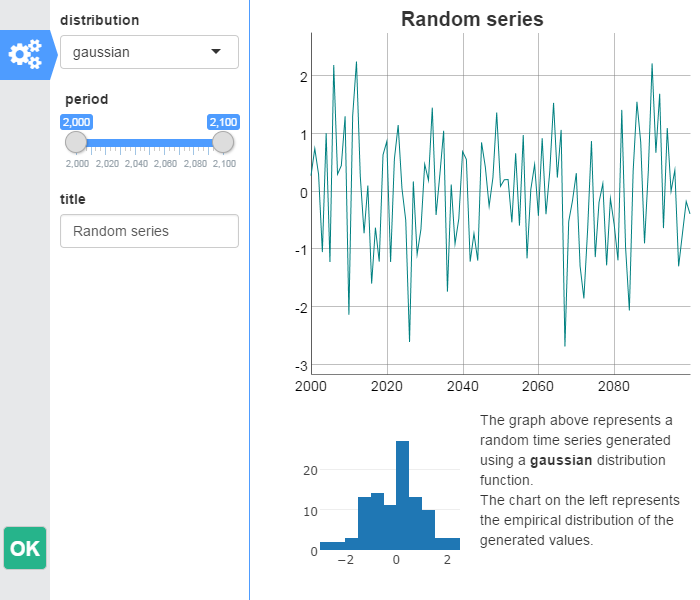 distribution
gaussian
period
2,000 2,100
2,000 2,020 2,040 2,060 2,080 2,100
title
Random series
OK
Random series
2
1
0
-1
-2
-3
2000 2020 2040 2060 2080
20
10
0
−2 0 2
The graph above represents a
random time series generated
using a gaussian distribution
function.
The chart on the left represents
the empirical distribution of the
generated values.